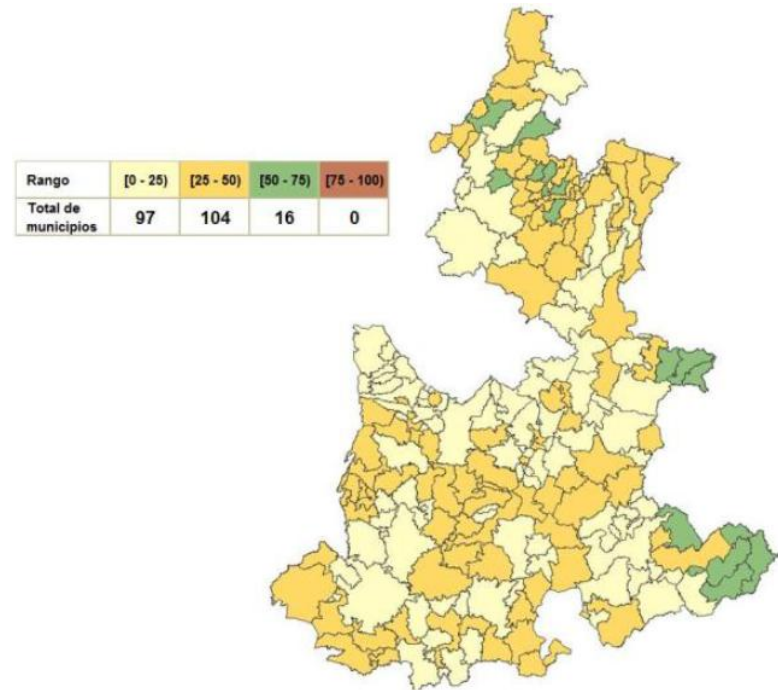 Rango [0 - 25) [25 - 50) [50 - 75) [75 - 100)
Total de municipios 97 104 16 0